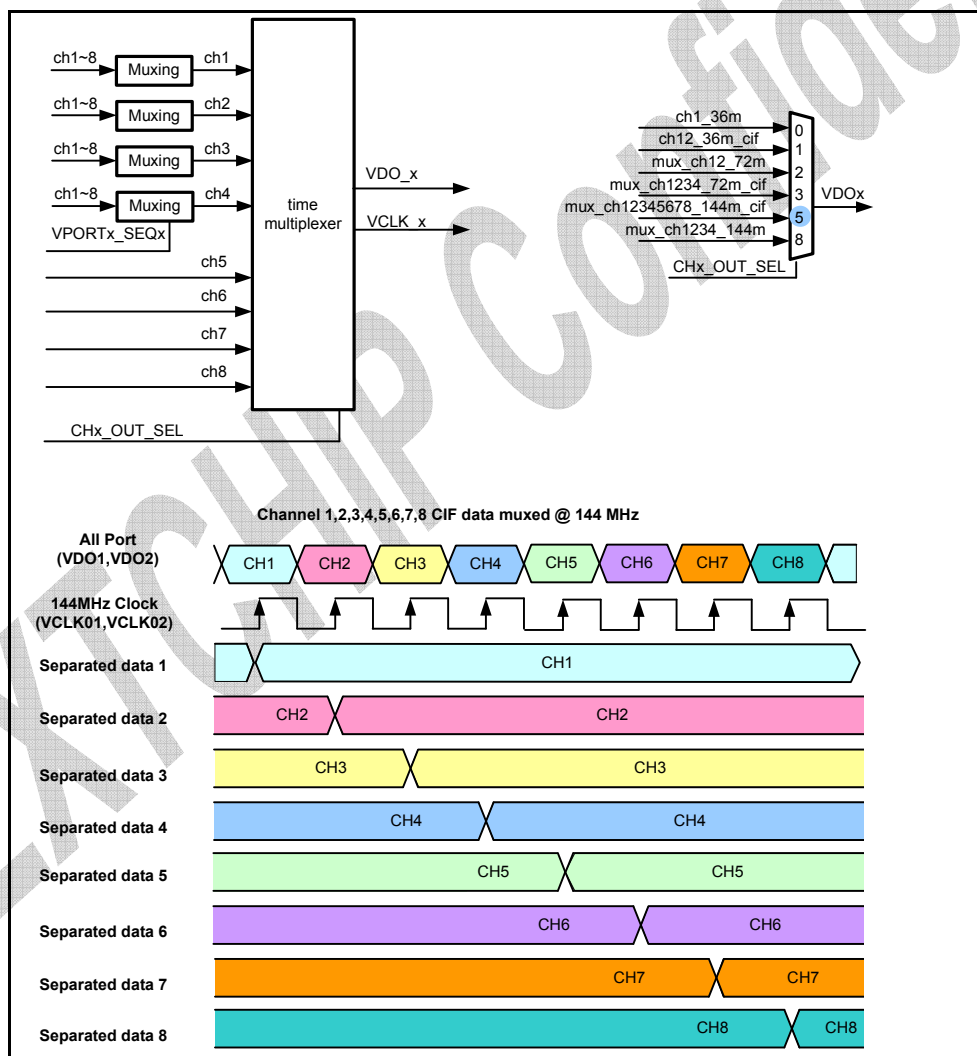 ch1~8 Muxing ch1
ch1~8 Muxing ch2
ch1~8 Muxing ch3
ch1~8 Muxing ch4
VPORTx_SEQx
ch5
ch6
ch7
ch8
CHx_OUT_SEL
time
multiplexer
VDO_x
VCLK_x
ch1_36m 0
ch12_36m_cif 1
mux_ch12_72m 2
mux_ch1234_72m_cif 3
mux_ch12345678_144m_cif 5
mux_ch1234_144m 8
VDOx
CHx_OUT_SEL
Channel 1,2,3,4,5,6,7,8 CIF data muxed @ 144 MHz
All Port
(VDO1,VDO2)
CH1 CH2 CH3 CH4 CH5 CH6 CH7 CH8
144MHz Clock
(VCLK01,VCLK02)
Separated data 1 CH1
Separated data 2 CH2 CH2
Separated data 3 CH3 CH3
Separated data 4 CH4 CH4
Separated data 5 CH5 CH5
Separated data 6 CH6 CH6
Separated data 7 CH7 CH7
Separated data 8 CH8 CH8